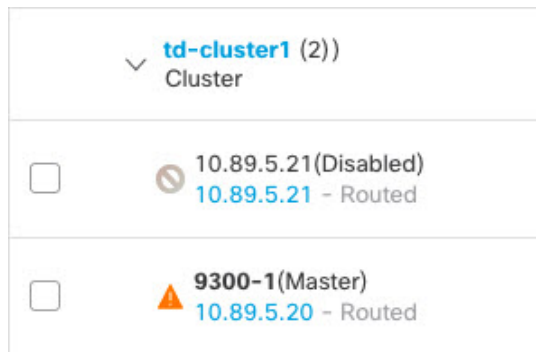 td-cluster1 (2))
Cluster
10.89.5.21(Disabled)
10.89.5.21 - Routed
9300-1(Master)
10.89.5.20 - Routed